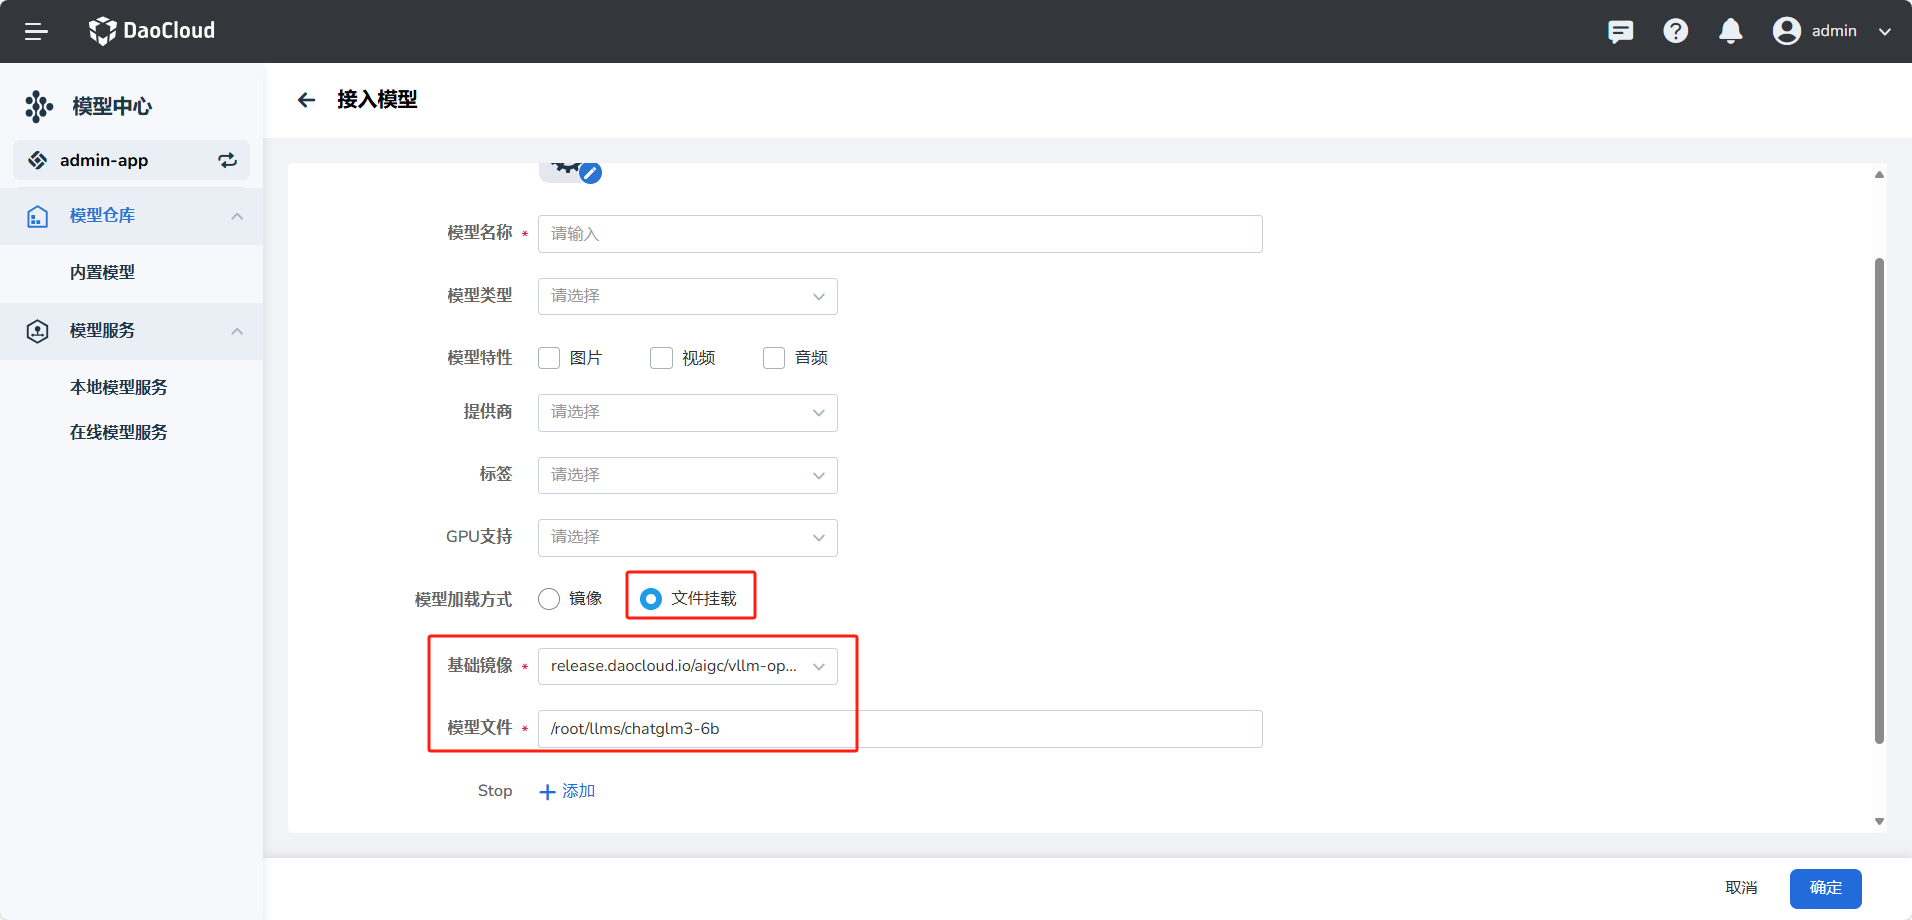 DaoCloud
admin
模型中心
admin-app
模型仓库
内置模型
模型服务
本地模型服务
在线模型服务
接入模型
模型名称 * 请输入
模型类型 请选择
模型特性 图片 视频 音频
提供商 请选择
标签 请选择
GPU支持 请选择
模型加载方式 镜像 文件挂载
基础镜像 * release.daocloud.io/aigc/vllm-op...
模型文件 * /root/llms/chatglm3-6b
Stop 添加
取消 确定